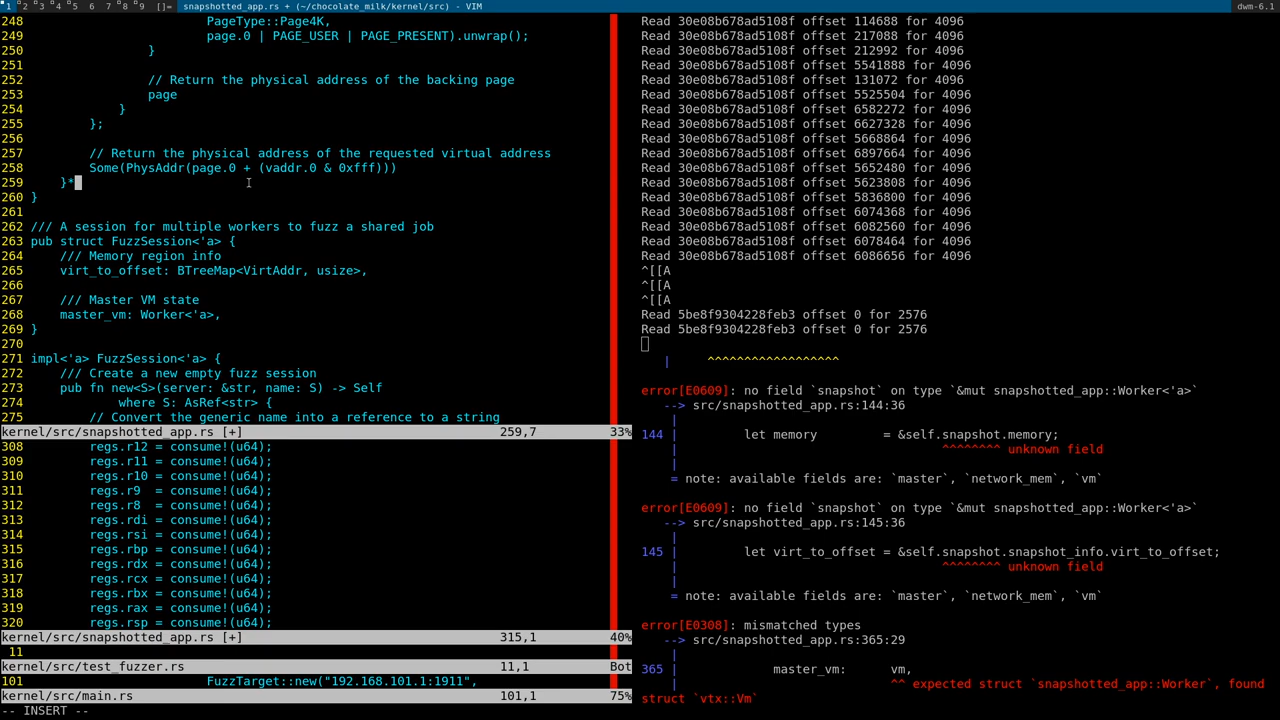 1 2 3 4 5 6 7 8 9 []= snapshotted_app.rs + (~/chocolate_milk/kernel/src) - VIM dwm-6.1
248                         PageType::Page4K,
249                         page.0 | PAGE_USER | PAGE_PRESENT).unwrap();
250                 }
251
252                 // Return the physical address of the backing page
253                 page
254             }
255         };
256
257         // Return the physical address of the requested virtual address
258         Some(PhysAddr(page.0 + (vaddr.0 & 0xfff)))
259     }*
260 }
261
262 /// A session for multiple workers to fuzz a shared job
263 pub struct FuzzSession<'a> {
264     /// Memory region info
265     virt_to_offset: BTreeMap<VirtAddr, usize>,
266
267     /// Master VM state
268     master_vm: Worker<'a>,
269 }
270
271 impl<'a> FuzzSession<'a> {
272     /// Create a new empty fuzz session
273     pub fn new<S>(server: &str, name: S) -> Self
274             where S: AsRef<str> {
275         // Convert the generic name into a reference to a string
kernel/src/snapshotted_app.rs [+] 259,7 33%
308         regs.r12 = consume!(u64);
309         regs.r11 = consume!(u64);
310         regs.r10 = consume!(u64);
311         regs.r9  = consume!(u64);
312         regs.r8  = consume!(u64);
313         regs.rdi = consume!(u64);
314         regs.rsi = consume!(u64);
315         regs.rbp = consume!(u64);
316         regs.rdx = consume!(u64);
317         regs.rcx = consume!(u64);
318         regs.rbx = consume!(u64);
319         regs.rax = consume!(u64);
320         regs.rsp = consume!(u64);
kernel/src/snapshotted_app.rs [+] 315,1 40%
11
kernel/src/test_fuzzer.rs 11,1 Bot
101                         FuzzTarget::new("192.168.101.1:1911",
kernel/src/main.rs 101,1 75%
-- INSERT --
Read 30e08b678ad5108f offset 114688 for 4096
Read 30e08b678ad5108f offset 217088 for 4096
Read 30e08b678ad5108f offset 212992 for 4096
Read 30e08b678ad5108f offset 5541888 for 4096
Read 30e08b678ad5108f offset 131072 for 4096
Read 30e08b678ad5108f offset 5525504 for 4096
Read 30e08b678ad5108f offset 6582272 for 4096
Read 30e08b678ad5108f offset 6627328 for 4096
Read 30e08b678ad5108f offset 5668864 for 4096
Read 30e08b678ad5108f offset 6897664 for 4096
Read 30e08b678ad5108f offset 5652480 for 4096
Read 30e08b678ad5108f offset 5623808 for 4096
Read 30e08b678ad5108f offset 5836800 for 4096
Read 30e08b678ad5108f offset 6074368 for 4096
Read 30e08b678ad5108f offset 6082560 for 4096
Read 30e08b678ad5108f offset 6078464 for 4096
Read 30e08b678ad5108f offset 6086656 for 4096
^[[A
^[[A
^[[A
Read 5be8f9304228feb3 offset 0 for 2576
Read 5be8f9304228feb3 offset 0 for 2576
    |     ^^^^^^^^^^^^^^^^^^
error[E0609]: no field `snapshot` on type `&mut snapshotted_app::Worker<'a>`
   --> src/snapshotted_app.rs:144:36
    |
144 |         let memory         = &self.snapshot.memory;
    |                                    ^^^^^^^^ unknown field
    |
    = note: available fields are: `master`, `network_mem`, `vm`
error[E0609]: no field `snapshot` on type `&mut snapshotted_app::Worker<'a>`
   --> src/snapshotted_app.rs:145:36
    |
145 |         let virt_to_offset = &self.snapshot.snapshot_info.virt_to_offset;
    |                                    ^^^^^^^^ unknown field
    |
    = note: available fields are: `master`, `network_mem`, `vm`
error[E0308]: mismatched types
   --> src/snapshotted_app.rs:365:29
    |
365 |             master_vm:      vm,
    |                             ^^ expected struct `snapshotted_app::Worker`, found
struct `vtx::Vm`